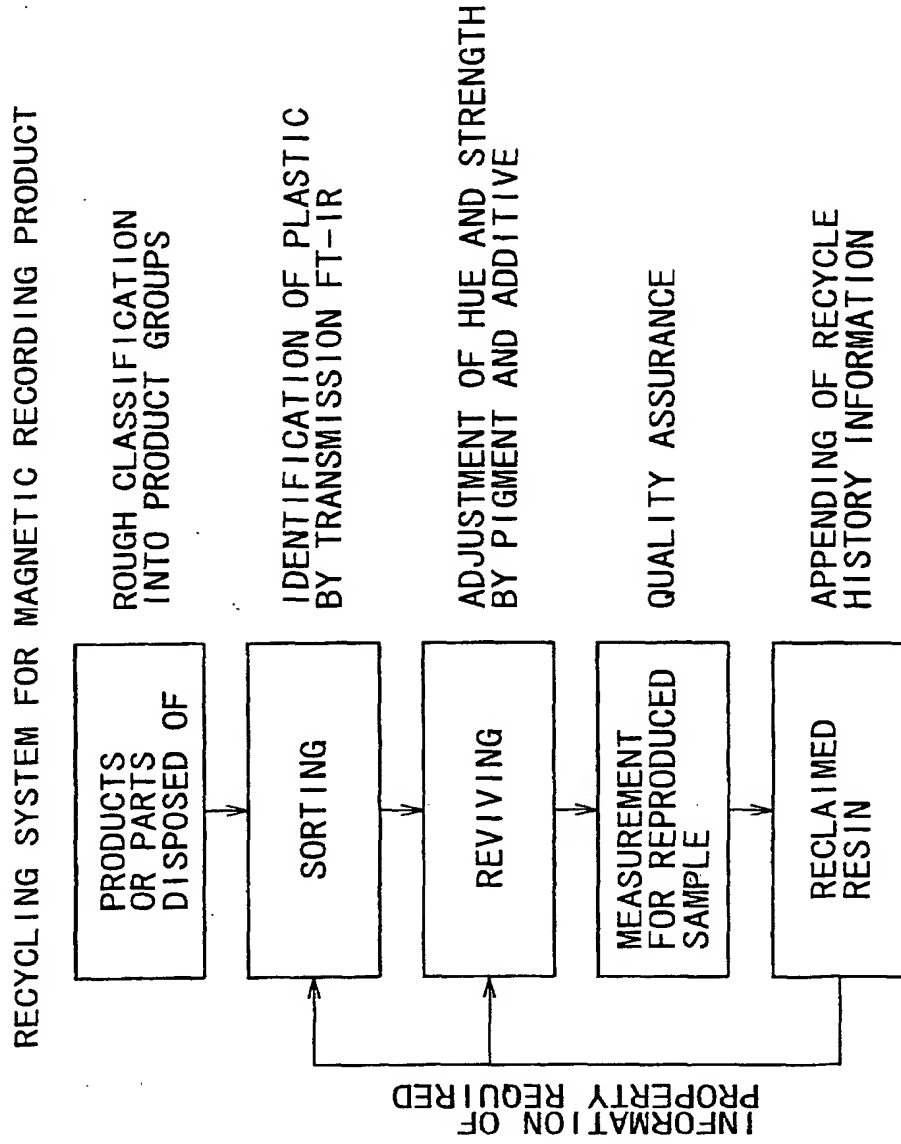 RECYCLING SYSTEM FOR MAGNETIC RECORDING PRODUCT
PRODUCTS
OR PARTS
DISPOSED OF
ROUGH CLASSIFICATION
INTO PRODUCT GROUPS
SORTING
IDENTIFICATION OF PLASTIC
BY TRANSMISSION FT-IR
REVIVING
ADJUSTMENT OF HUE AND STRENGTH
BY PIGMENT AND ADDITIVE
MEASUREMENT
FOR REPRODUCED
SAMPLE
QUALITY ASSURANCE
RECLAIMED
RESIN
APPENDING OF RECYCLE
HISTORY INFORMATION
INFORMATION OF
PROPERTY REQUIRED